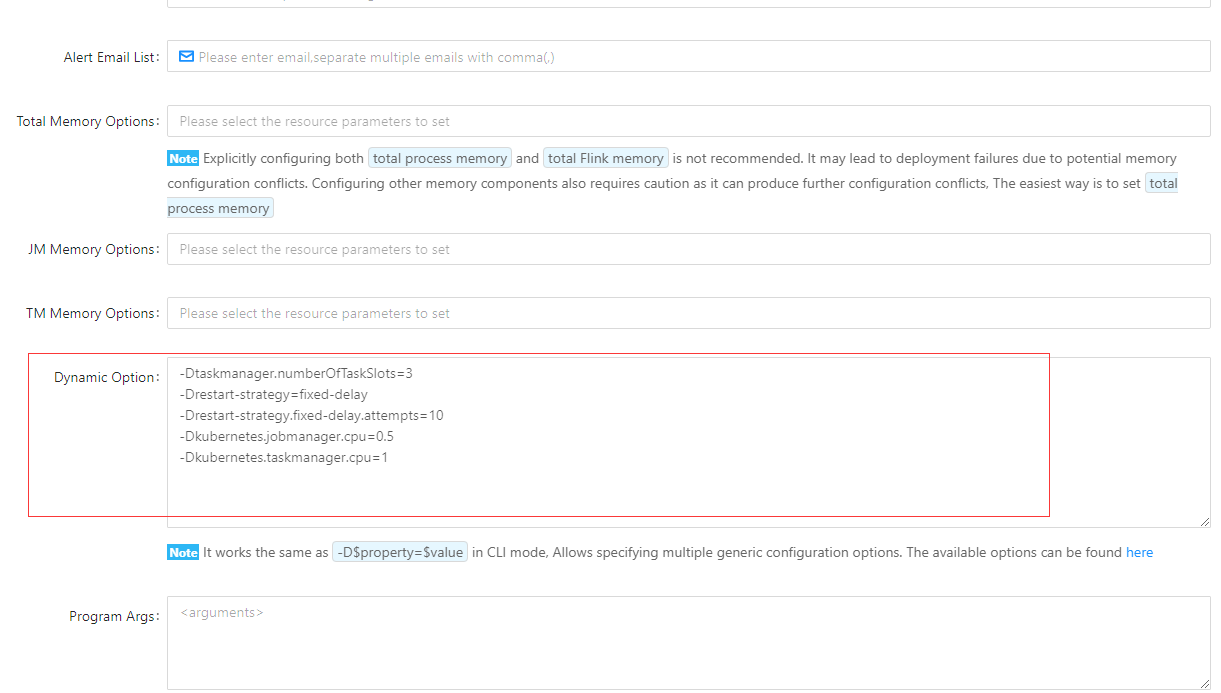 Alert Email List:
Please enter email,separate multiple emails with comma(,)
Total Memory Options:
Please select the resource parameters to set
Note Explicitly configuring both total process memory and total Flink memory is not recommended. It may lead to deployment failures due to potential memory
configuration conflicts. Configuring other memory components also requires caution as it can produce further configuration conflicts, The easiest way is to set total
process memory
JM Memory Options:
Please select the resource parameters to set
TM Memory Options:
Please select the resource parameters to set
Dynamic Option:
-Dtaskmanager.numberOfTaskSlots=3
-Drestart-strategy=fixed-delay
-Drestart-strategy.fixed-delay.attempts=10
-Dkubernetes.jobmanager.cpu=0.5
-Dkubernetes.taskmanager.cpu=1
Note It works the same as -D$property=$value in CLI mode, Allows specifying multiple generic configuration options. The available options can be found here
Program Args:
<arguments>